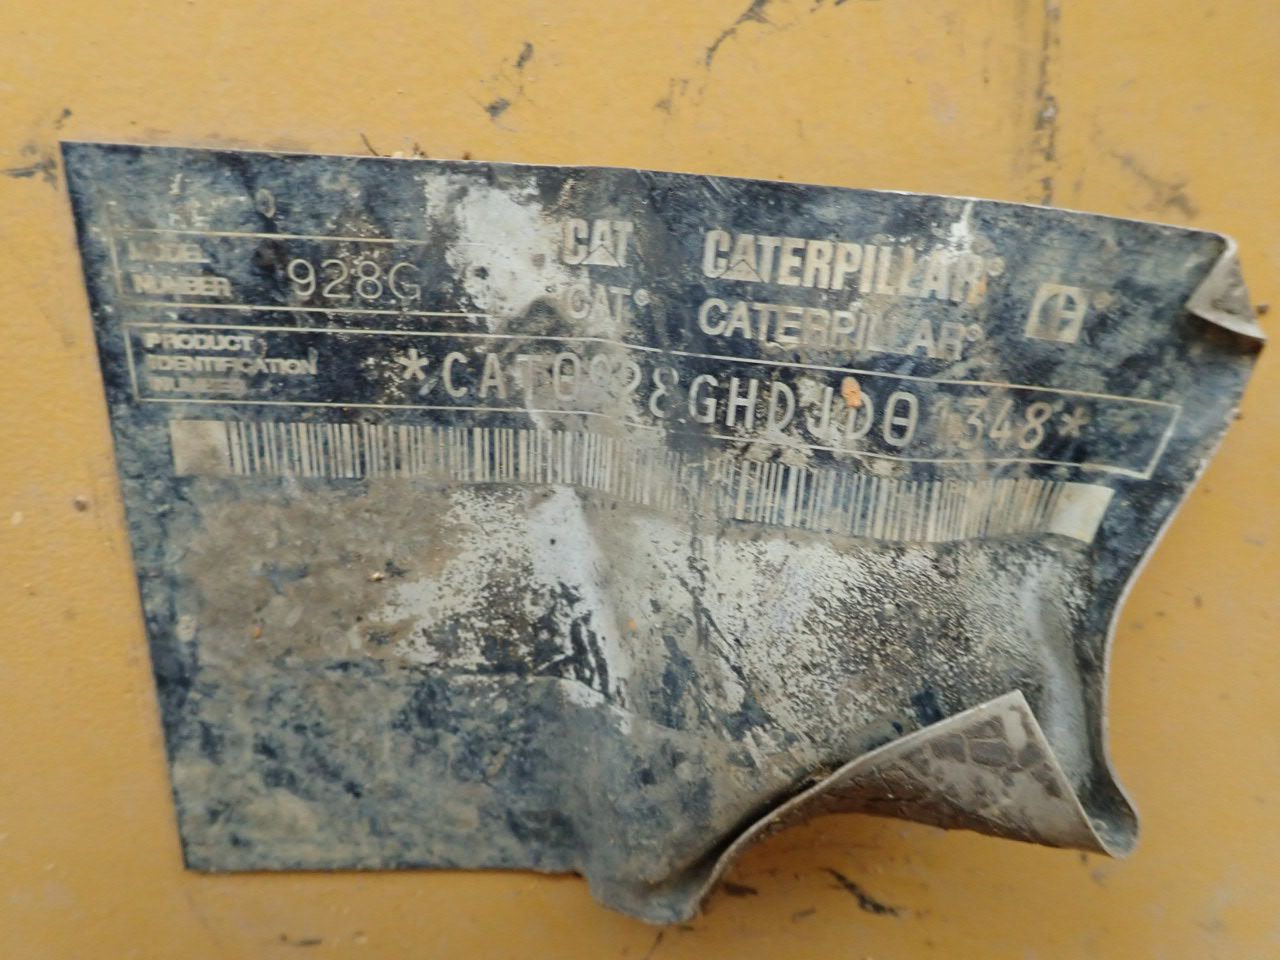 CAT CATERPILLAR
MODEL
NUMBER 928G
CAT CATERPILLAR
PRODUCT
IDENTIFICATION
NUMBER
*CAT0928GHDJD01348*